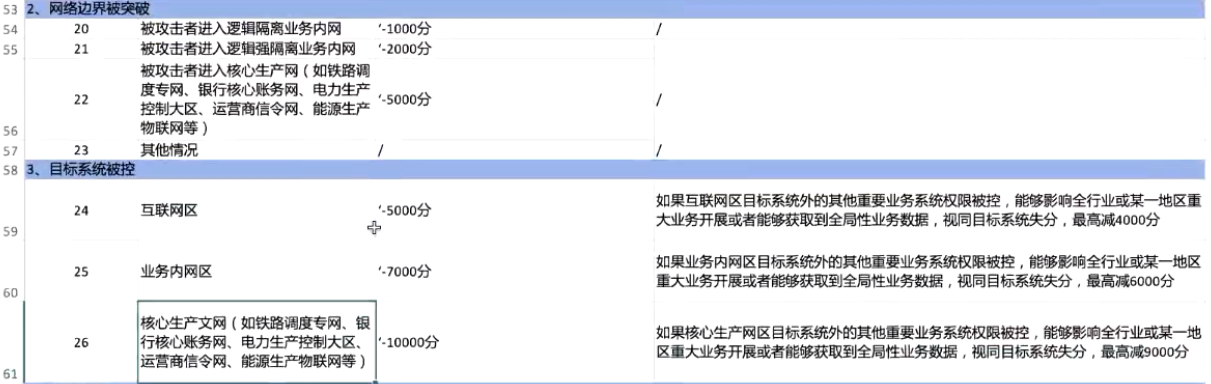 53 2、网络边界被突破
54 20 被攻击者进入逻辑隔离业务内网 '-1000分 /
55 21 被攻击者进入逻辑强隔离业务内网 '-2000分
被攻击者进入核心生产网(如铁路调
度专网、银行核心账务网、电力生产
22 控制大区、运营商信令网、能源生产 '-5000分 /
56 物联网等)
57 23 其他情况 / /
58 3、目标系统被控
24 互联网区 '-5000分 如果互联网区目标系统外的其他重要业务系统权限被控,能够影响全行业或某一地区重
59 大业务开展或者能够获取到全局性业务数据,视同目标系统失分,最高减4000分
25 业务内网区 '-7000分 如果业务内网区目标系统外的其他重要业务系统权限被控,能够影响全行业或某一地区
60 重大业务开展或者能够获取到全局性业务数据,视同目标系统失分,最高减6000分
核心生产文网(如铁路调度专网、银
26 行核心账务网、电力生产控制大区、 '-10000分 如果核心生产网区目标系统外的其他重要业务系统权限被控,能够影响全行业或某一地
61 运营商信令网、能源生产物联网等) 区重大业务开展或者能够获取到全局性业务数据,视同目标系统失分,最高减9000分